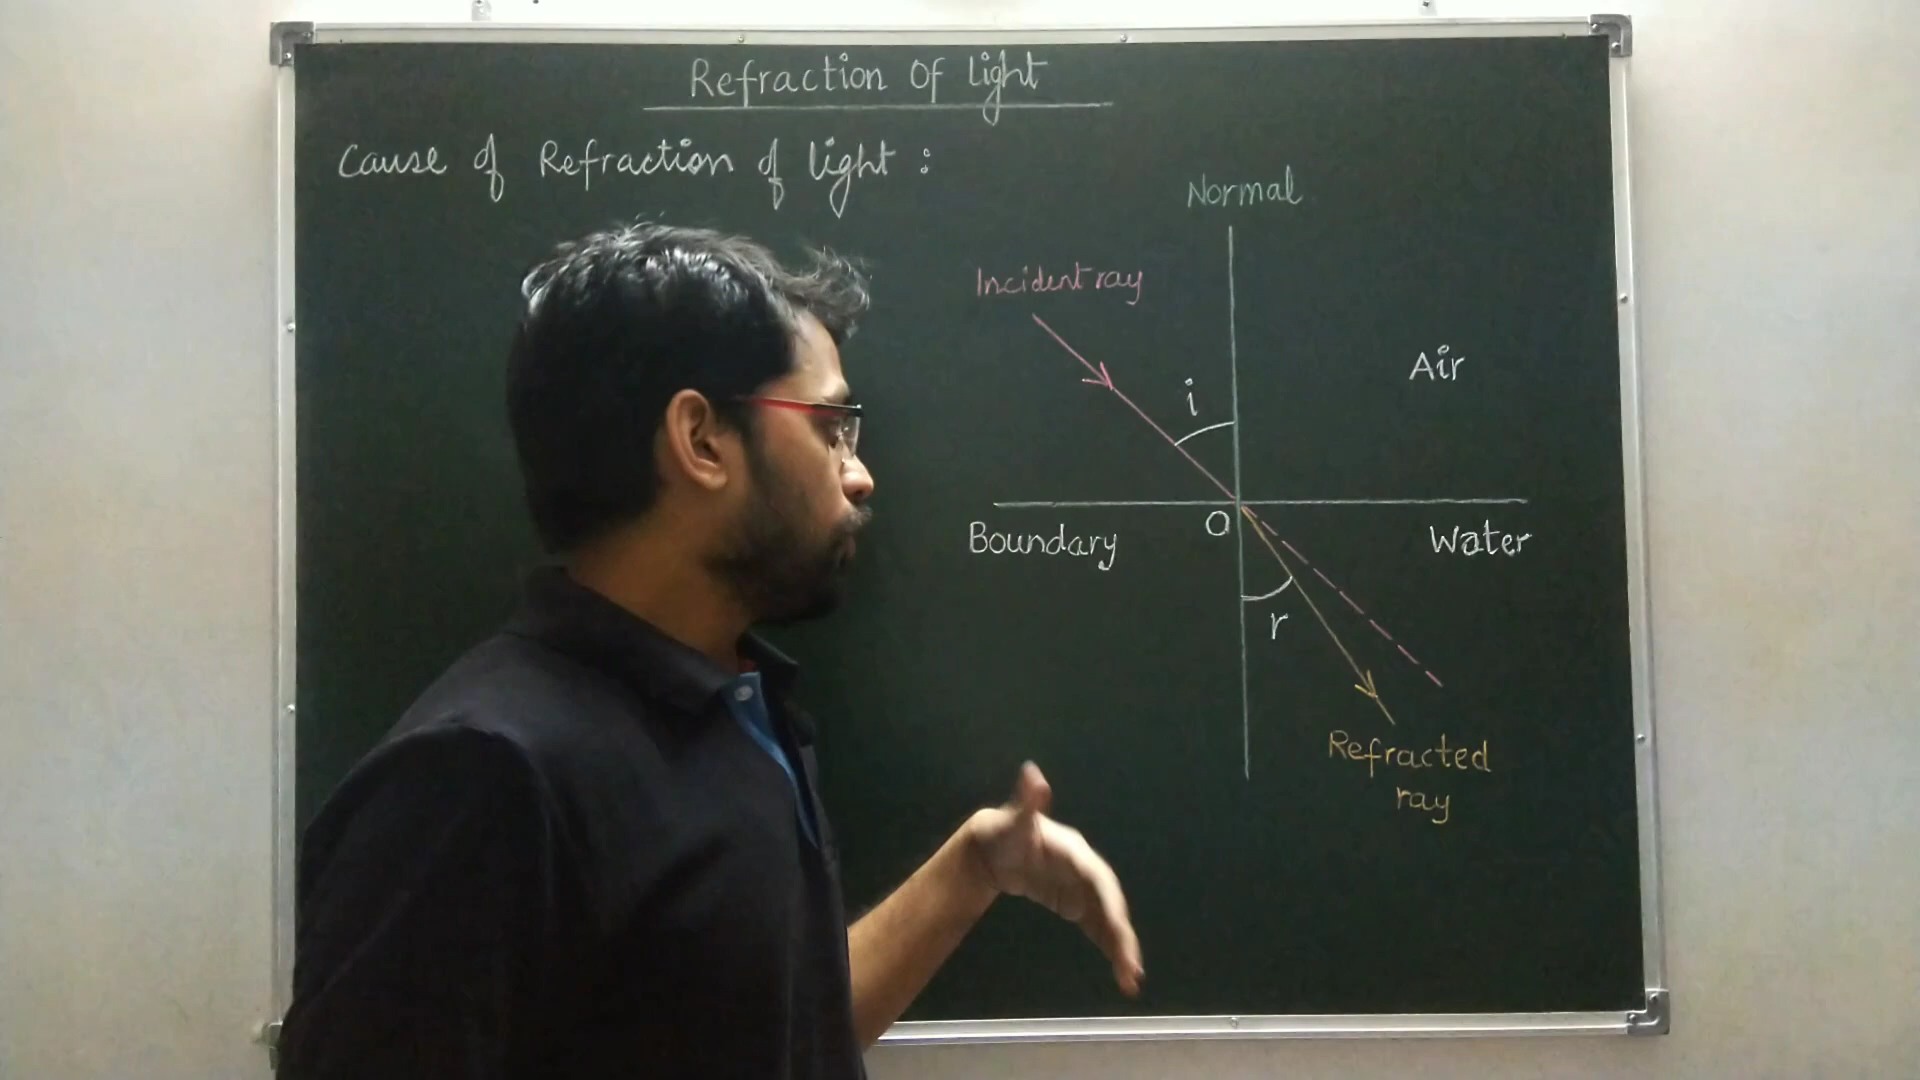 Refraction Of Light
Cause of Refraction of light :
Normal
Incident ray
Air
i
O
Boundary
Water
r
Refracted
ray